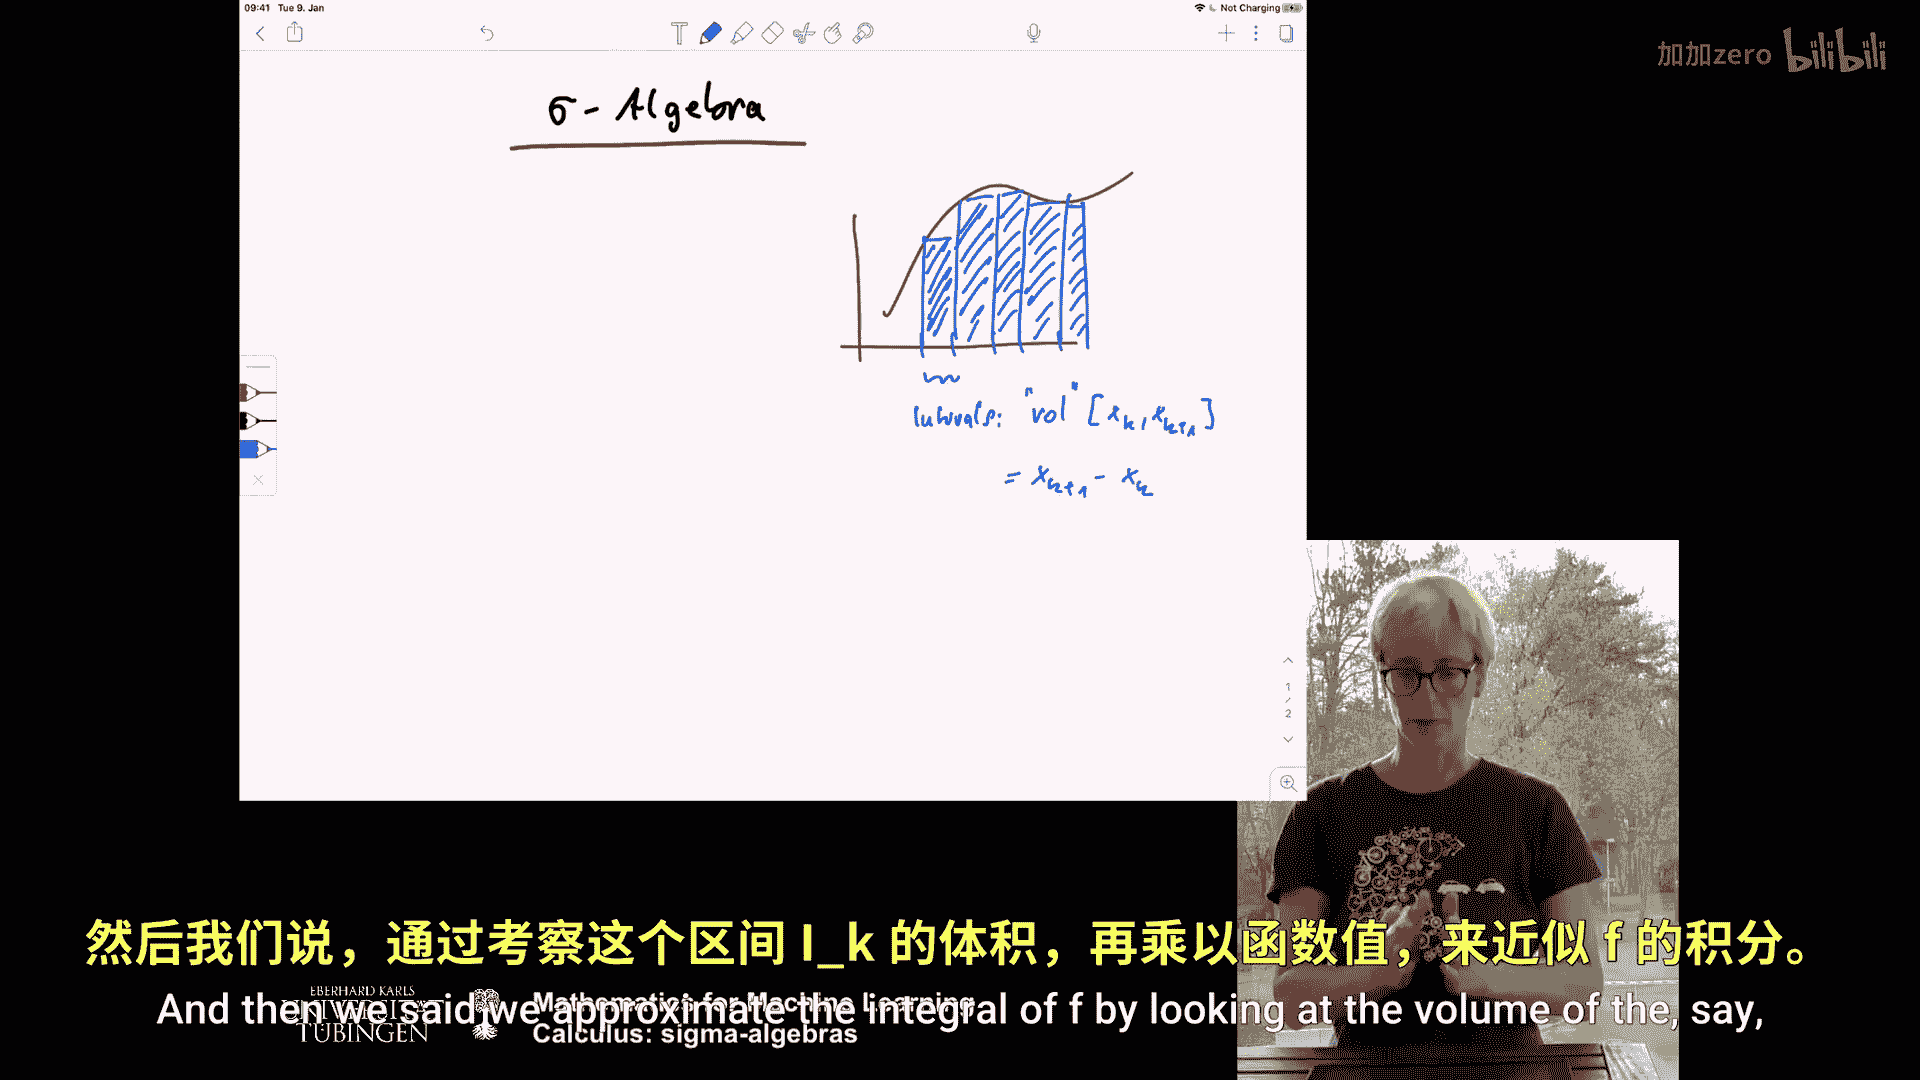 09:41 Tue 9. Jan
Not Charging
加加zero bilibili
σ - Algebra
Intervals: "vol" [x_k, x_{k+1}]
= x_{k+1} - x_k
1
/
2
然后我们说，通过考察这个区间 I_k 的体积，再乘以函数值，来近似 f 的积分。
EBERHARD KARLS
UNIVERSITÄT
TÜBINGEN
Mathematics for Machine Learning
Calculus: sigma-algebras
And then we said, we approximate the integral of f by looking at the volume of the, say,